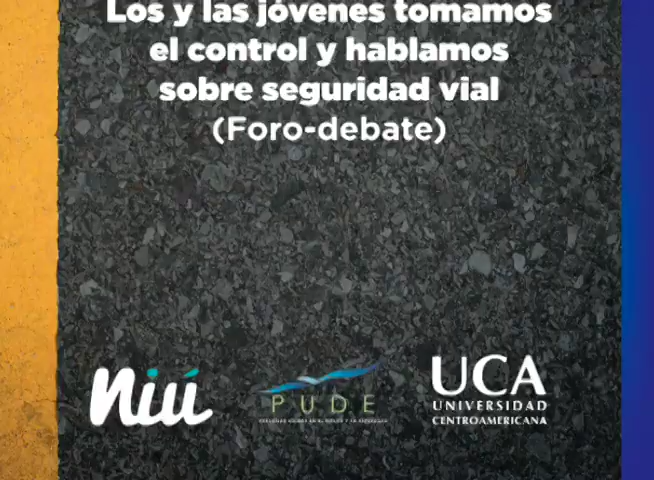 Los y las jóvenes tomamos
el control y hablamos
sobre seguridad vial
(Foro-debate)
niú
PUDE
UCA
UNIVERSIDAD
CENTROAMERICANA